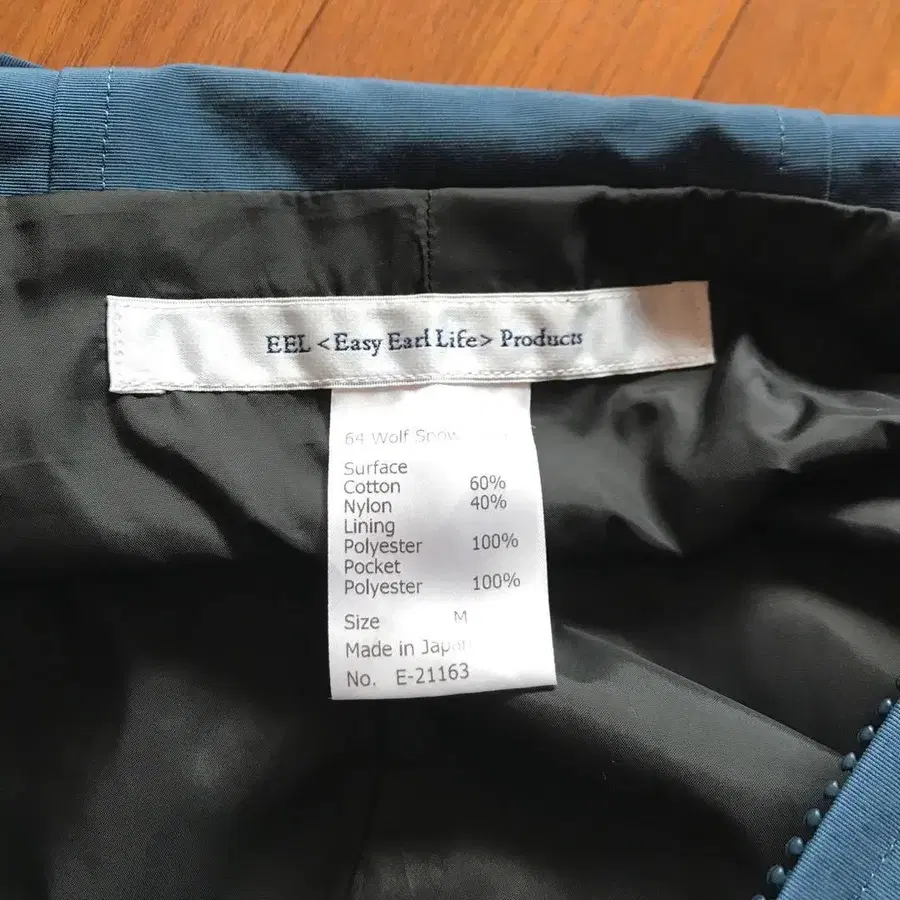 EEL <Easy Earl Life> Products
64 Wolf Snow
Surface
Cotton 60%
Nylon 40%
Lining
Polyester 100%
Pocket
Polyester 100%
Size M
Made in Japan
No. E-21163